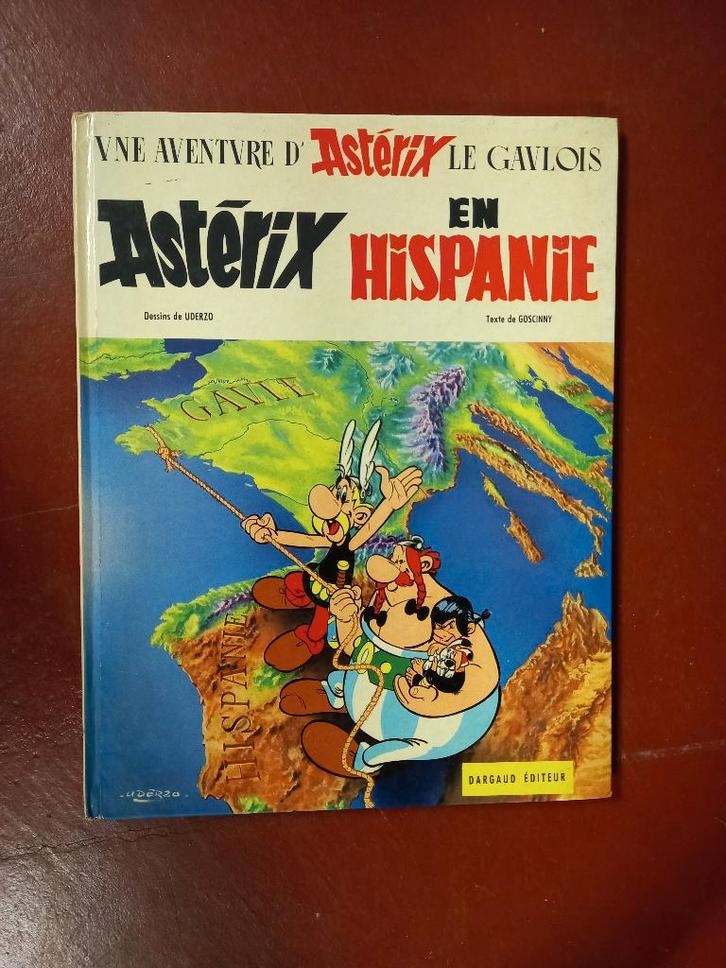 VNE AVENTVRE D' Astérix LE GAVLOIS
Astérix EN HISPANIE
Dessins de UDERZO
Texte de GOSCINNY
GAVLE
HISPANIE
UDERZO
DARGAUD ÉDITEUR